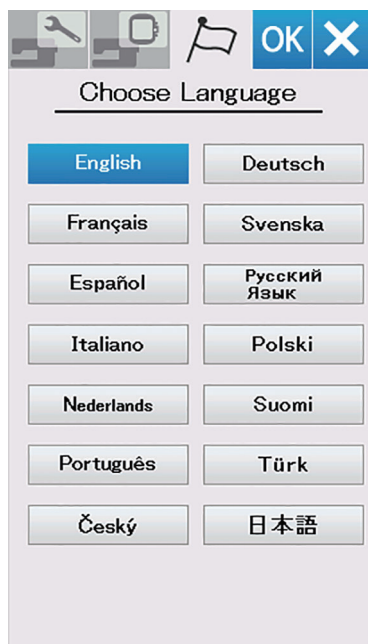 OK
Choose Language
English
Deutsch
Français
Svenska
Español
Русский
Язык
Italiano
Polski
Nederlands
Suomi
Português
Türk
Český
日本語